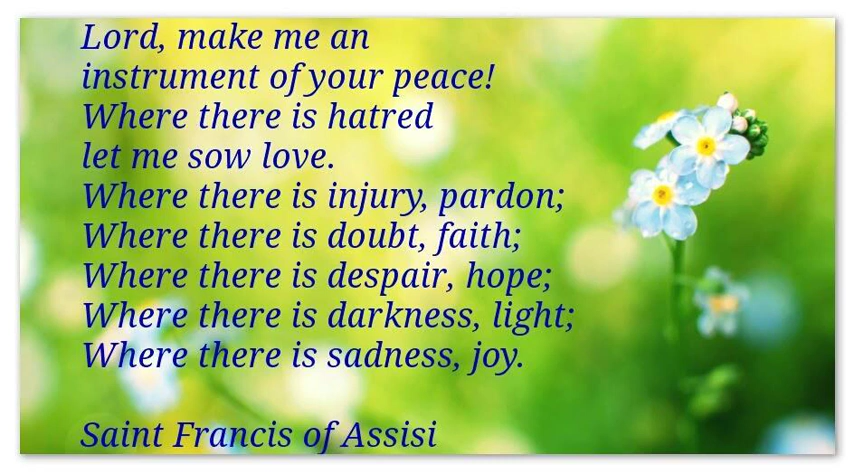 Lord, make me an
instrument of your peace!
Where there is hatred
let me sow love.
Where there is injury, pardon;
Where there is doubt, faith;
Where there is despair, hope;
Where there is darkness, light;
Where there is sadness, joy.
Saint Francis of Assisi